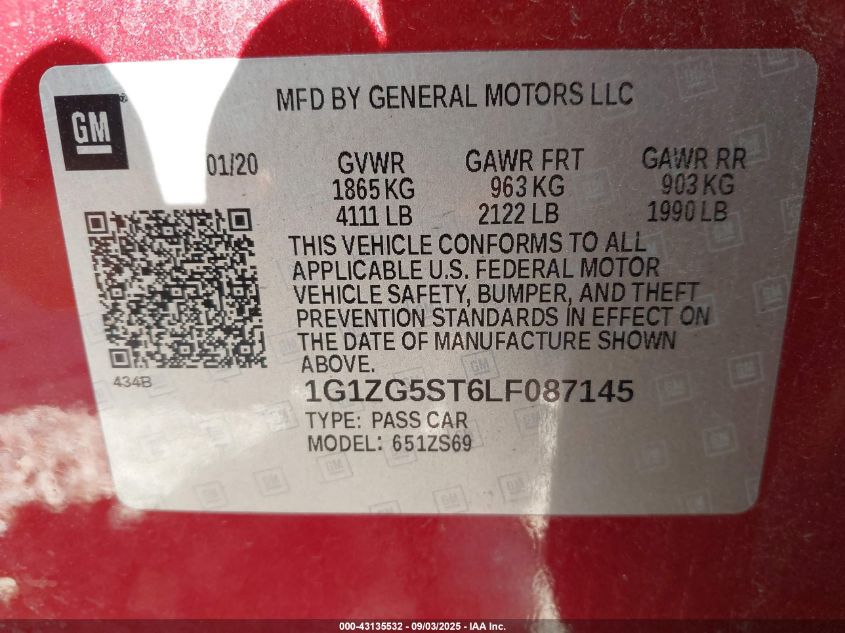 MFD BY GENERAL MOTORS LLC
GM
01/20
GVWR GAWR FRT GAWR RR
1865 KG 963 KG 903 KG
4111 LB 2122 LB 1990 LB
THIS VEHICLE CONFORMS TO ALL
APPLICABLE U.S. FEDERAL MOTOR
VEHICLE SAFETY, BUMPER, AND THEFT
PREVENTION STANDARDS IN EFFECT ON
THE DATE OF MANUFACTURE SHOWN
ABOVE.
434B
1G1ZG5ST6LF087145
TYPE: PASS CAR
MODEL: 651ZS69
000-43135532 - 09/03/2025 - IAA Inc.